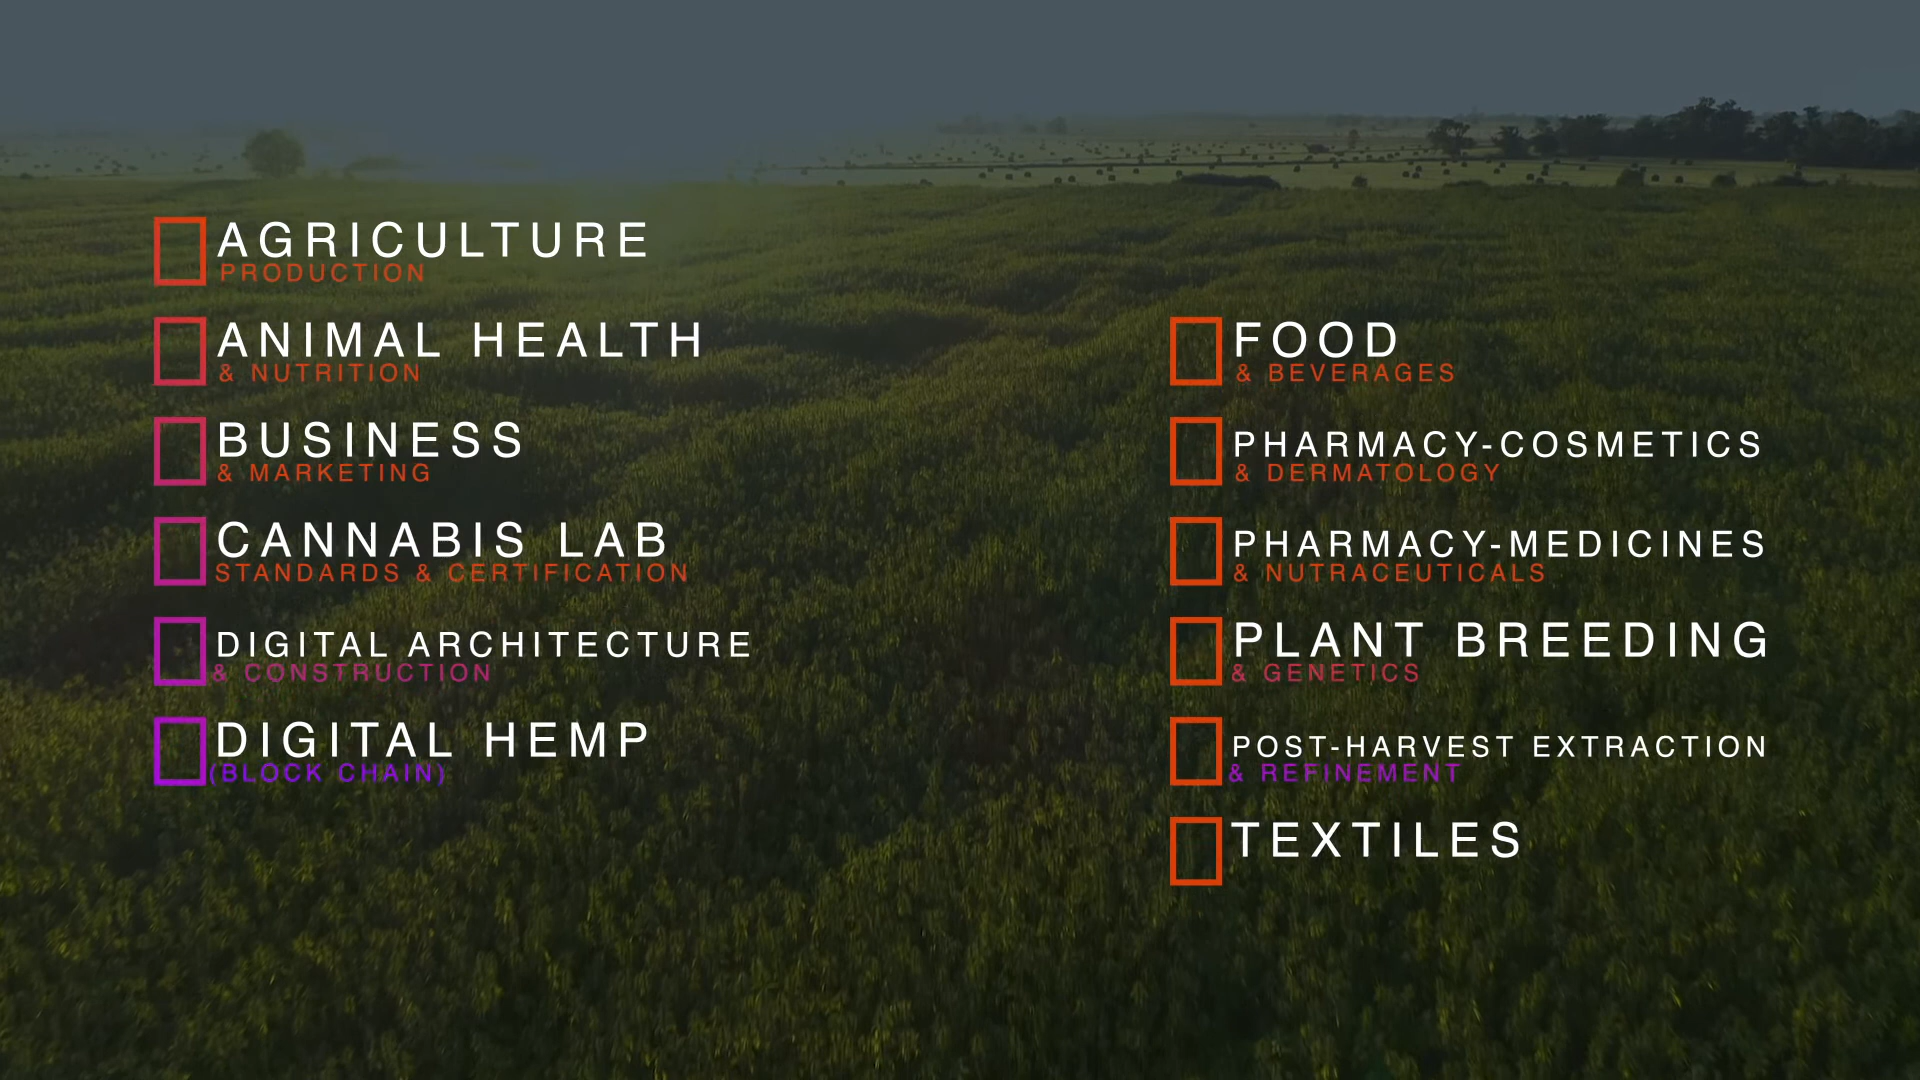 AGRICULTURE
PRODUCTION
ANIMAL HEALTH
& NUTRITION
BUSINESS
& MARKETING
CANNABIS LAB
STANDARDS & CERTIFICATION
DIGITAL ARCHITECTURE
& CONSTRUCTION
DIGITAL HEMP
(BLOCK CHAIN)
FOOD
& BEVERAGES
PHARMACY-COSMETICS
& DERMATOLOGY
PHARMACY-MEDICINES
& NUTRACEUTICALS
PLANT BREEDING
& GENETICS
POST-HARVEST EXTRACTION
& REFINEMENT
TEXTILES